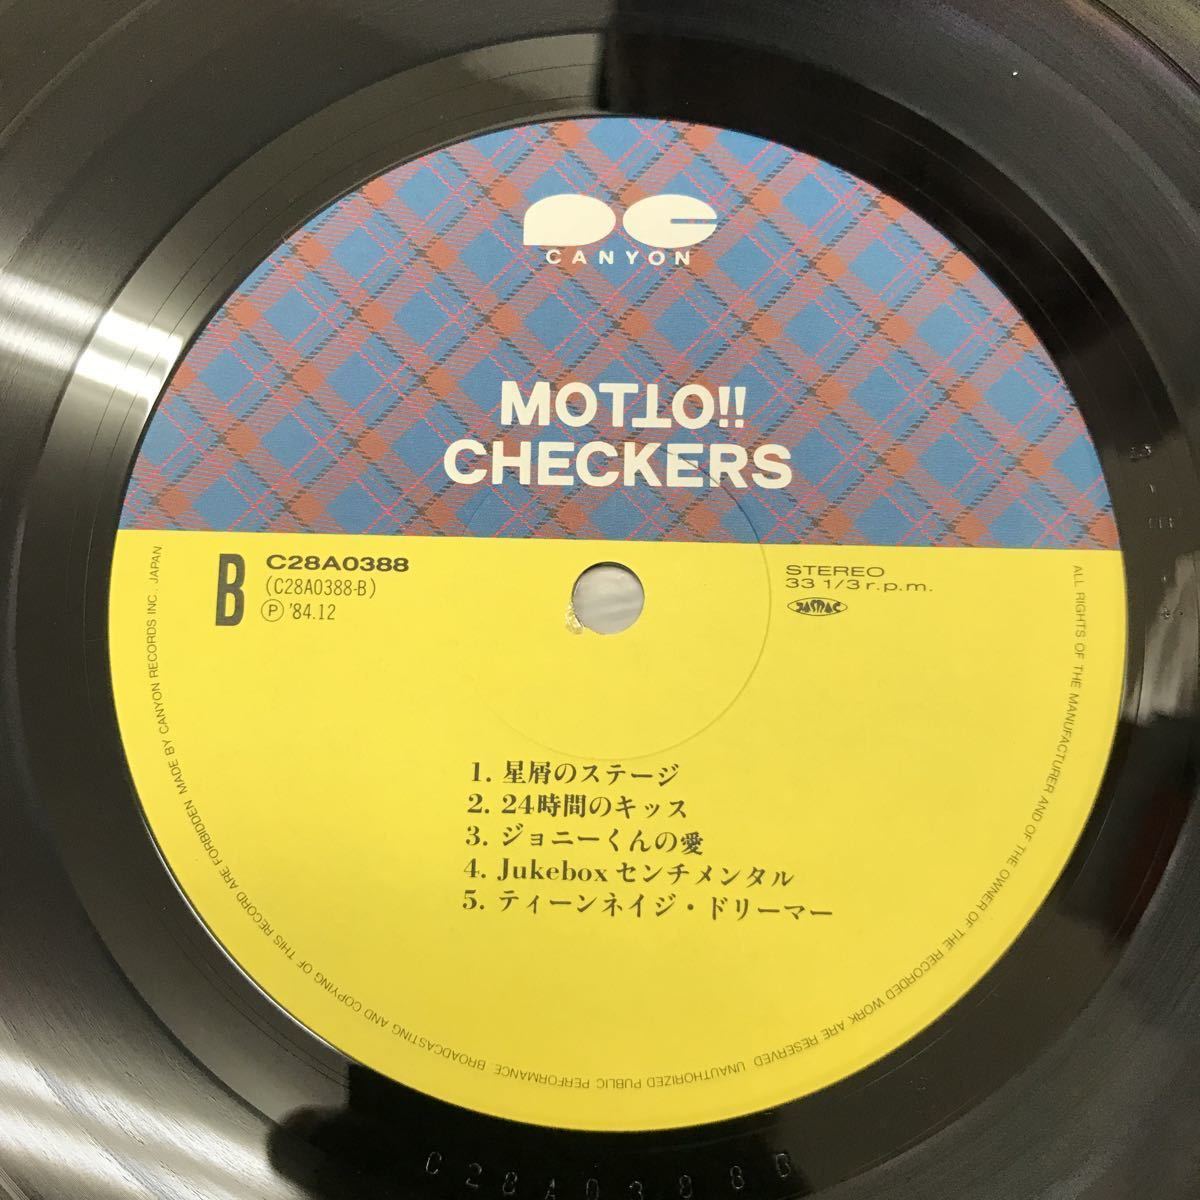 PC
CANYON
MOTTO!!
CHECKERS
B
C28A0388
(C28A0388-B)
Ⓟ '84.12
STEREO
33 1/3 r.p.m.
JASRAC
1. 星屑のステージ
2. 24時間のキッス
3. ジョニーくんの愛
4. Jukebox センチメンタル
5. ティーンネイジ・ドリーマー
ALL RIGHTS OF THE MANUFACTURER AND OF THE OWNER OF THE RECORDED WORK ARE RESERVED. UNAUTHORIZED PUBLIC PERFORMANCE. BROADCASTING AND COPYING OF THIS RECORD ARE FORBIDDEN MADE BY CANYON RECORDS INC. JAPAN
C28A0388B